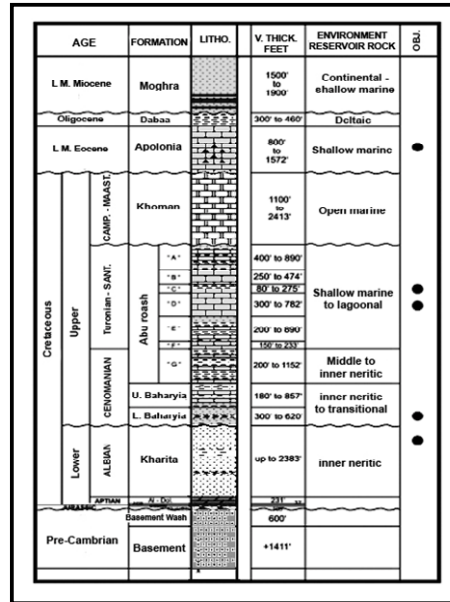 AGE FORMATION LITHO. V. THICK. FEET ENVIRONMENT RESERVOIR ROCK OBJ.
L M. Miocene Moghra 1500' to 1900' Continental - shallow marine
Oligocene Dabaa 300' to 460' Deltaic
L M. Eocene Apolonia 800' to 1572' Shallow marine
Cretaceous Upper CAMP. - MAAST. Khoman 1100' to 2413' Open marine
Turonian - SANT. Abu roash "A" 400' to 890' Shallow marine to lagoonal
"B" 250' to 474'
"C" 80' to 275'
"D" 300' to 782'
"E" 200' to 690'
"F" 150' to 233'
CENOMANIAN "G" 200' to 1152' Middle to inner neritic
U. Baharyia 180' to 857' inner neritic to transitional
L. Baharyia 300' to 620'
Lower ALBIAN Kharita up to 2383' inner neritic
APTIAN Al - Dol. 231'
JURASSIC
Pre-Cambrian Basement Wash 600'
Basement +1411'